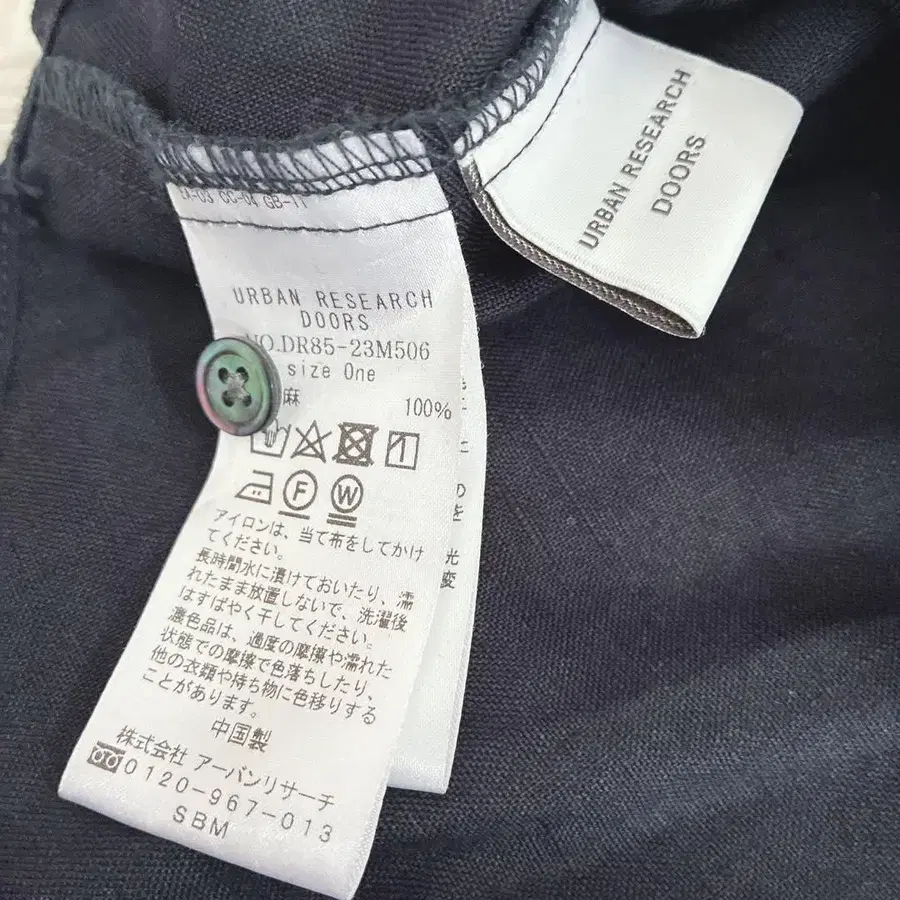 CC-04 GB-11
URBAN RESEARCH
DOORS
NO.DR85-23M506
size One
麻 100%
F W
アイロンは、当て布をしてかけ
てください。
長時間水に漬けておいたり、濡
れたまま放置しないで、洗濯後
はすばやく干してください。
濃色品は、過度の摩擦や濡れた
状態での摩擦で色落ちしたり、
他の衣類や持ち物に色移りする
ことがあります。
中国製
株式会社 アーバンリサーチ
0120-967-013
SBM
URBAN RESEARCH
DOORS
に
の
を
光
変